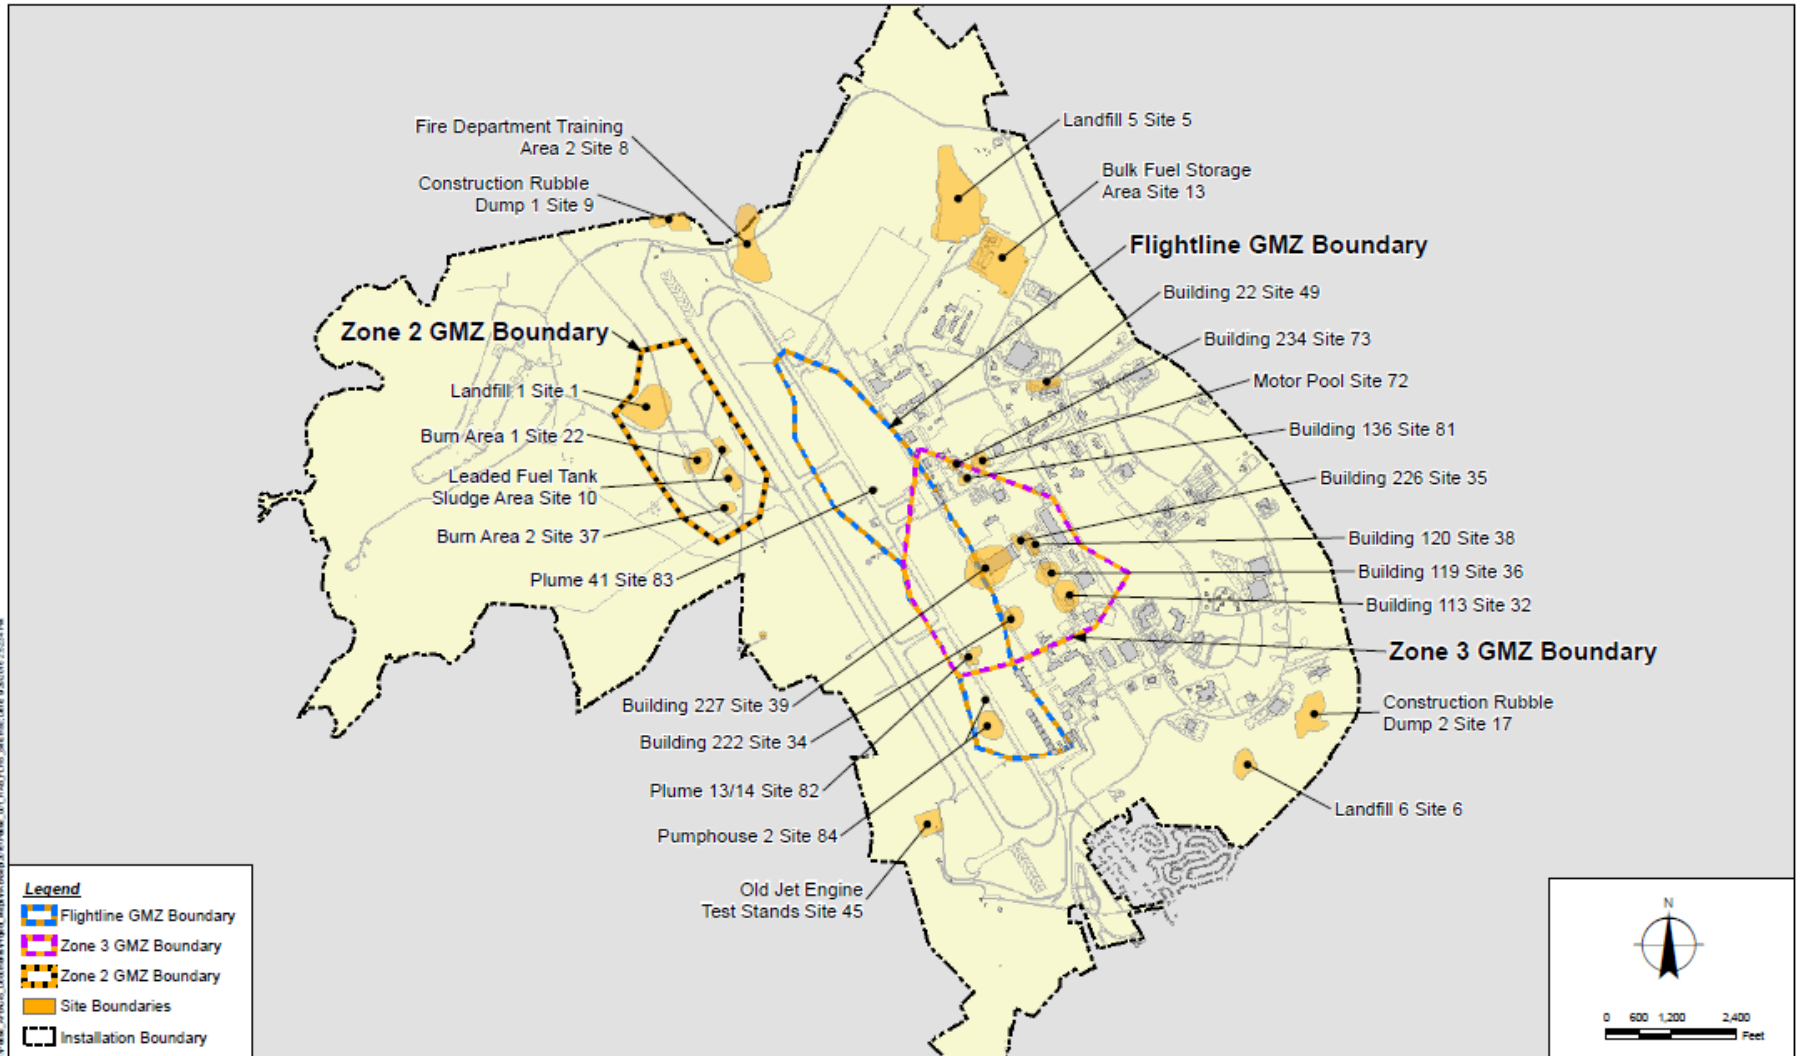 Fire Department Training
Area 2 Site 8
Construction Rubble
Dump 1 Site 9
Landfill 5 Site 5
Bulk Fuel Storage
Area Site 13
Flightline GMZ Boundary
Building 22 Site 49
Zone 2 GMZ Boundary
Building 234 Site 73
Motor Pool Site 72
Landfill 1 Site 1
Building 136 Site 81
Burn Area 1 Site 22
Leaded Fuel Tank
Sludge Area Site 10
Building 226 Site 35
Burn Area 2 Site 37
Building 120 Site 38
Plume 41 Site 83
Building 119 Site 36
Building 113 Site 32
Zone 3 GMZ Boundary
Building 227 Site 39
Construction Rubble
Dump 2 Site 17
Building 222 Site 34
Plume 13/14 Site 82
Landfill 6 Site 6
Pumphouse 2 Site 84
Old Jet Engine
Test Stands Site 45
Legend
Flightline GMZ Boundary
Zone 3 GMZ Boundary
Zone 2 GMZ Boundary
Site Boundaries
Installation Boundary
N
0 600 1,200 2,400
Feet